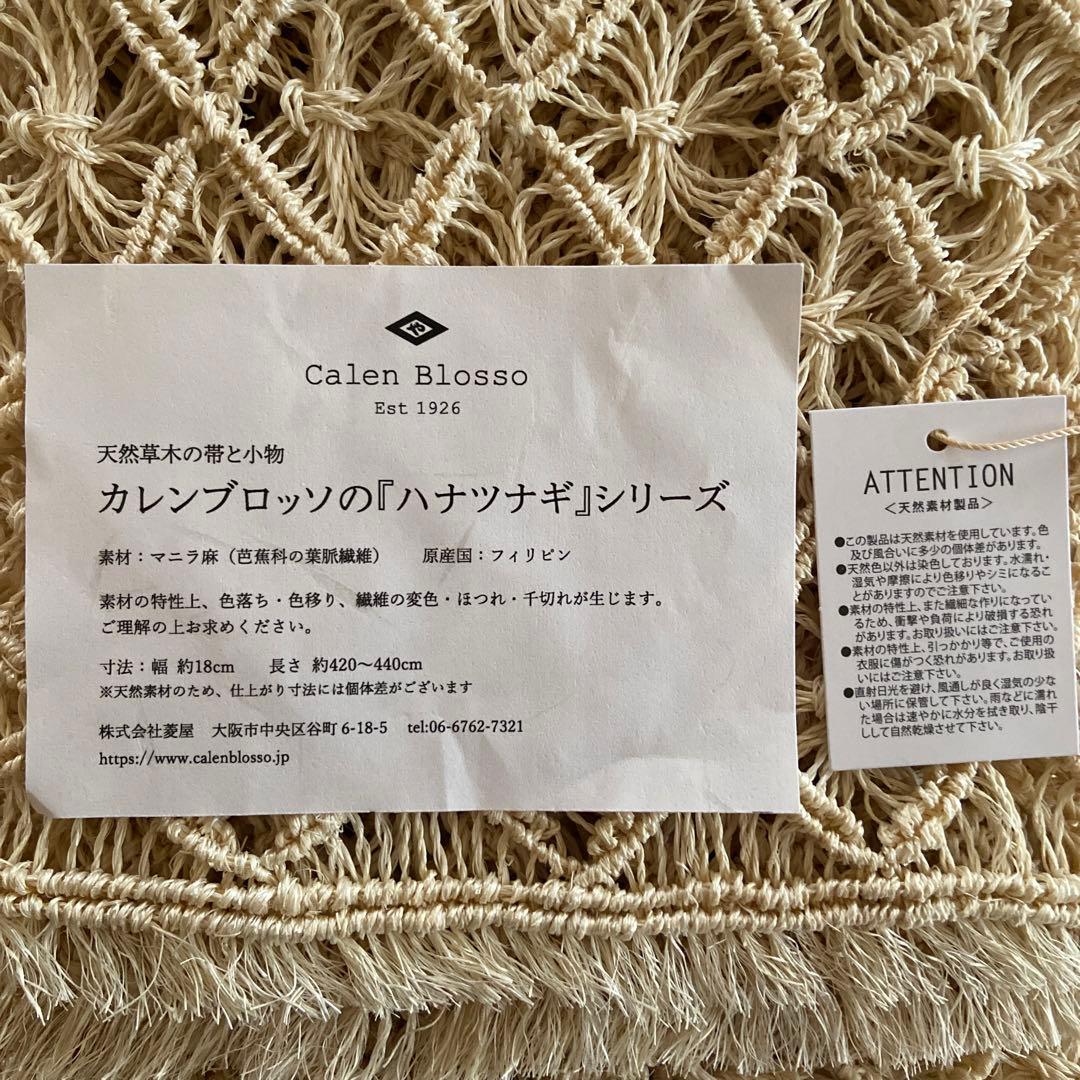 Calen Blosso
Est 1926
天然草木の帯と小物
カレンブロッソの『ハナツナギ』シリーズ
素材：マニラ麻（芭蕉科の葉脈繊維）　原産国：フィリピン
素材の特性上、色落ち・色移り、繊維の変色・ほつれ・千切れが生じます。
ご理解の上お求めください。
寸法：幅 約18cm　長さ 約420～440cm
※天然素材のため、仕上がり寸法には個体差がございます
株式会社菱屋　大阪市中央区谷町 6-18-5　tel:06-6762-7321
https://www.calenblosso.jp
ATTENTION
＜天然素材製品＞
●この製品は天然素材を使用しています。色
及び風合いに多少の個体差があります。
●天然色以外は染色しております。水濡れ・
湿気や摩擦により色移りやシミになるこ
とがありますのでご注意下さい。
●素材の特性上、また繊細な作りになってい
るため、衝撃や負荷により破損する恐れ
があります。お取り扱いにはご注意下さい。
●素材の特性上、引っかかり等で、ご使用の
衣服に傷がつく恐れがあります。お取り扱
いにはご注意下さい。
●直射日光を避け、風通しが良く湿気の少な
い場所に保管して下さい。雨などに濡れ
た場合は速やかに水分を拭き取り、陰干
しして自然乾燥させて下さい。